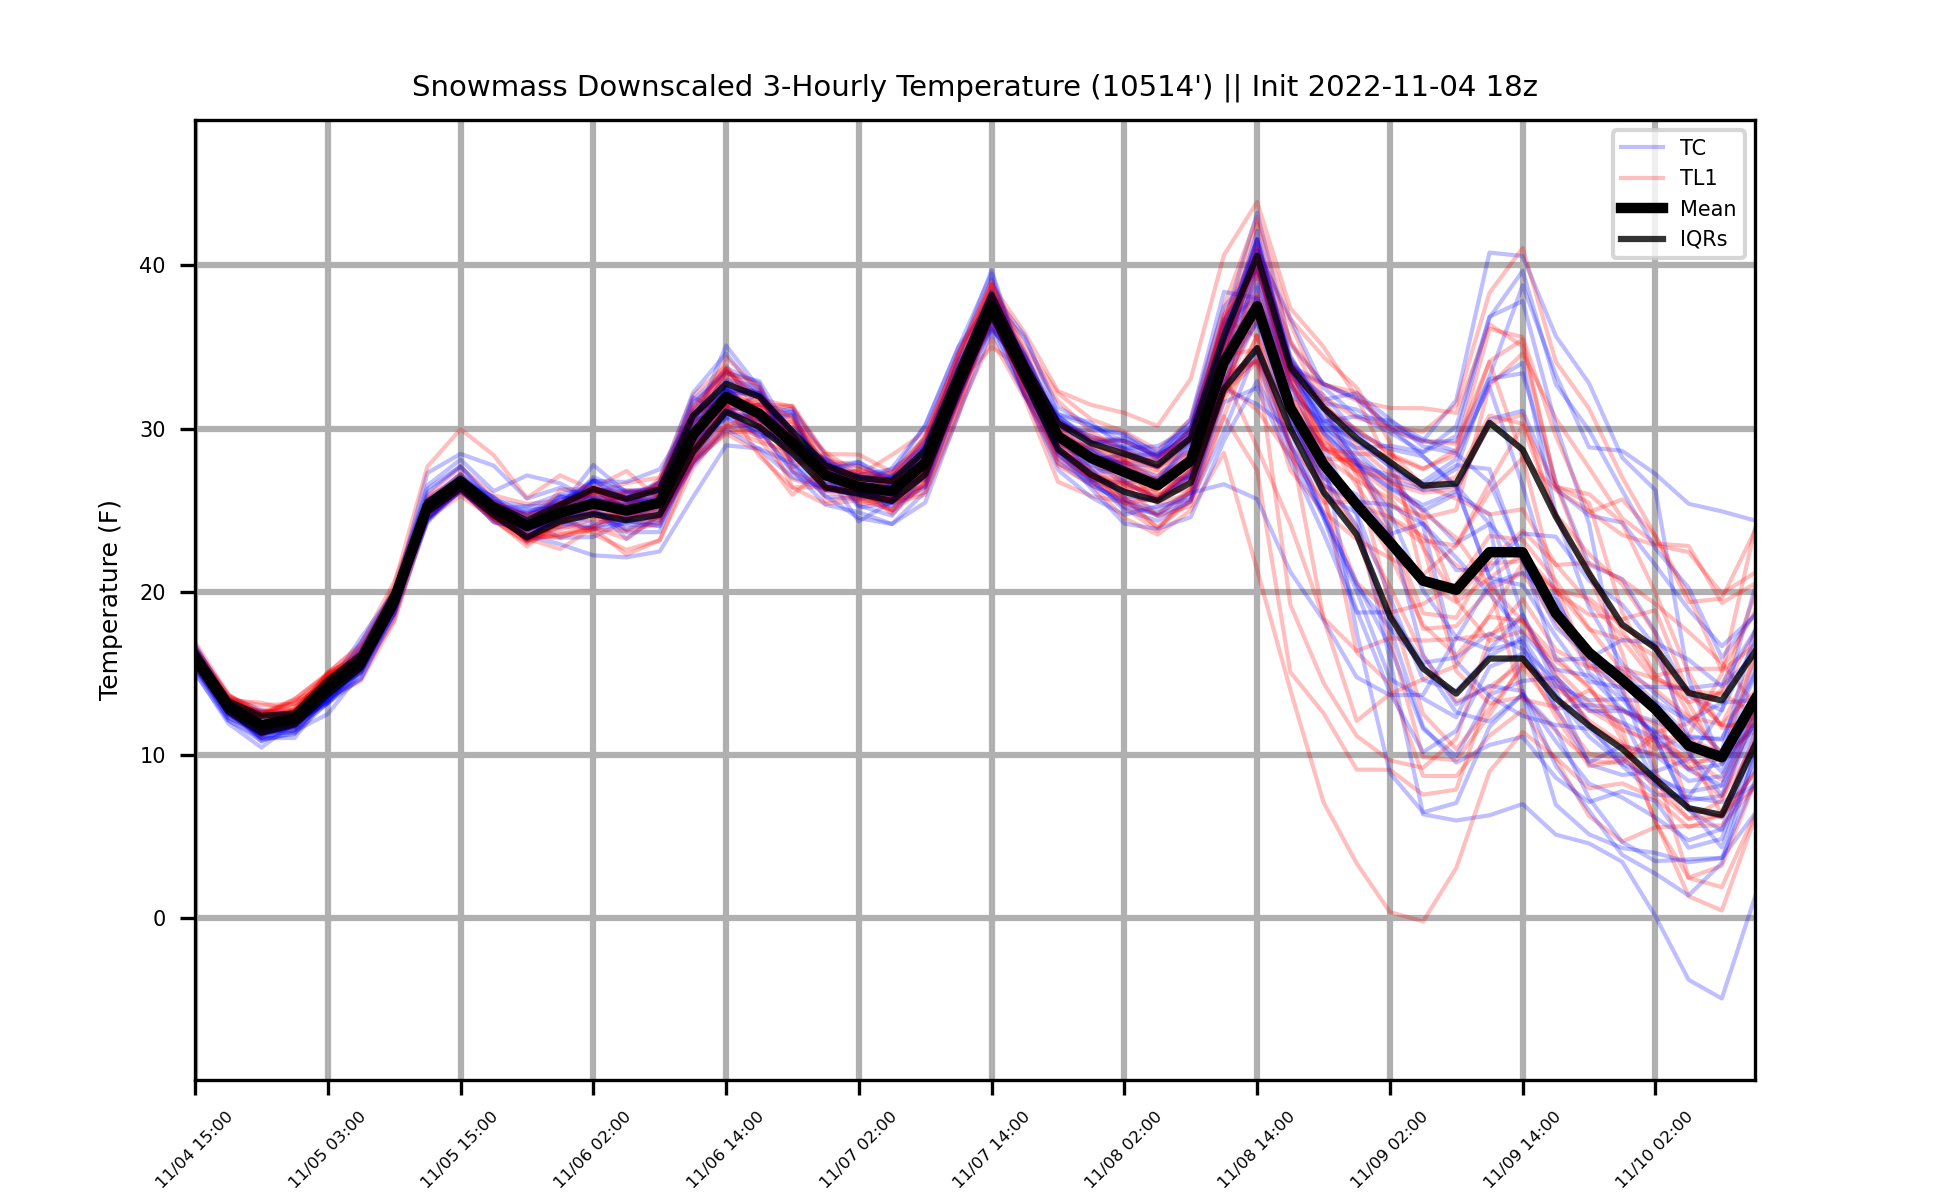 Snowmass Downscaled 3-Hourly Temperature (10514') || Init 2022-11-04 18z
TC
TL1
Mean
IQRs
Temperature (F)
40
30
20
10
0
11/04 15:00
11/05 03:00
11/05 15:00
11/06 02:00
11/06 14:00
11/07 02:00
11/07 14:00
11/08 02:00
11/08 14:00
11/09 02:00
11/09 14:00
11/10 02:00